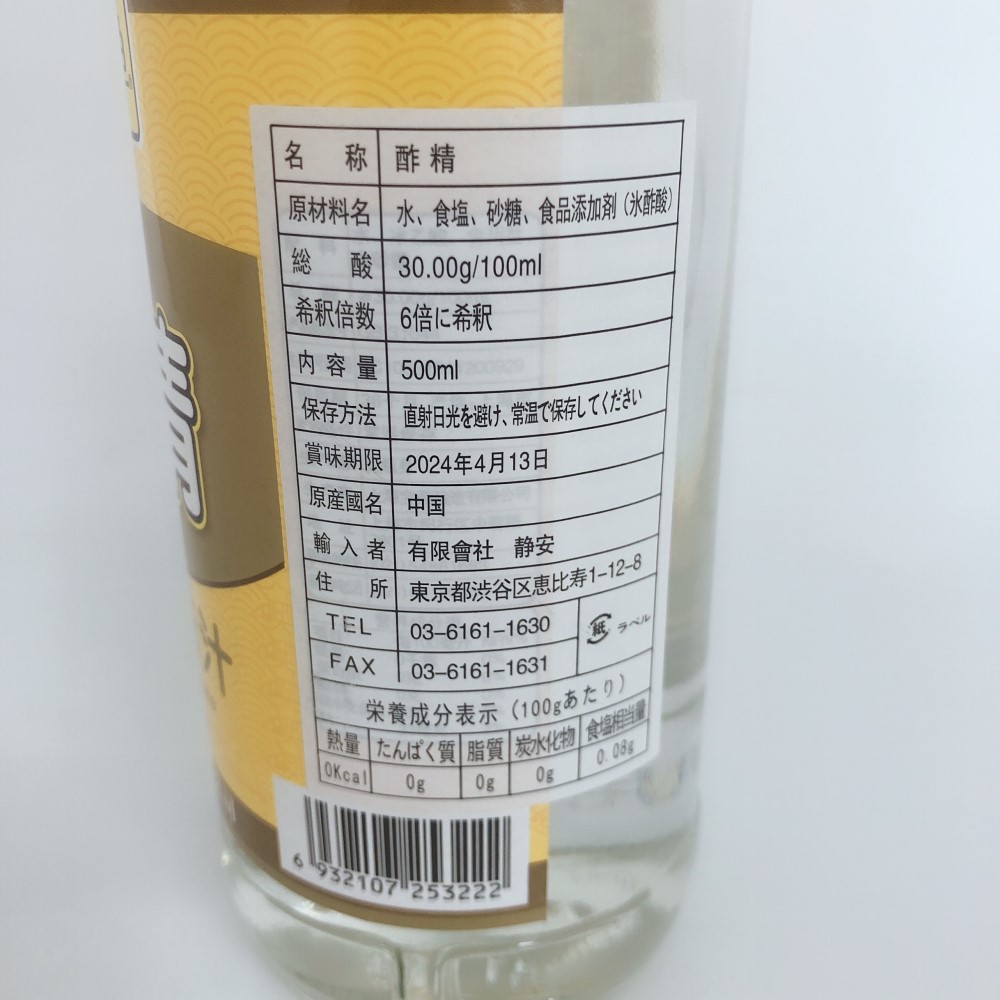 名称 酢精
原材料名 水、食塩、砂糖、食品添加剤（氷酢酸）
総酸 30.00g/100ml
希釈倍数 6倍に希釈
内容量 500ml
保存方法 直射日光を避け、常温で保存してください
賞味期限 2024年4月13日
原産國名 中国
輸入者 有限會社 静安
住所 東京都渋谷区恵比寿1-12-8
TEL 03-6161-1630
紙 ラベル
FAX 03-6161-1631
栄養成分表示（100gあたり）
熱量 たんぱく質 脂質 炭水化物 食塩相当量
0Kcal 0g 0g 0g 0.08g
6 932107 253222
精
汁